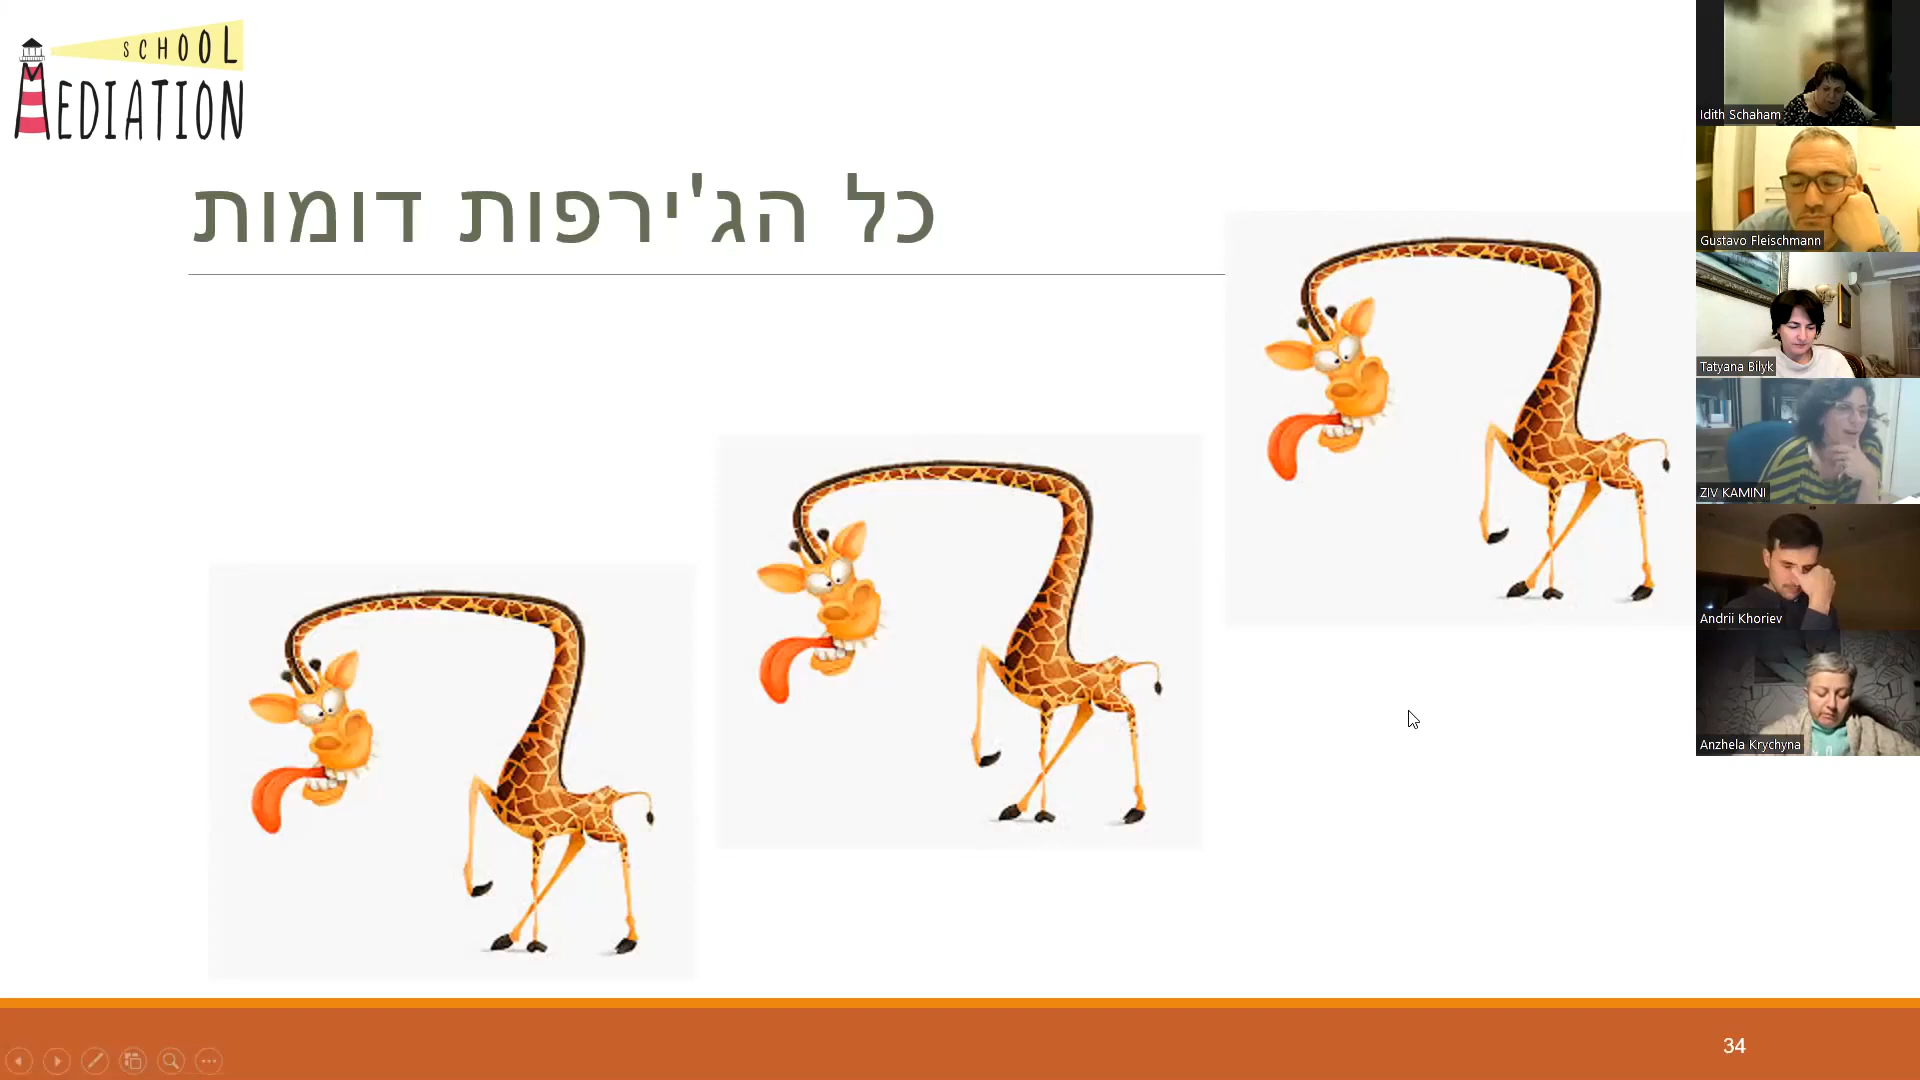 SCHOOL
MEDIATION
כל הג'ירפות דומות
Idith Schaham
Gustavo Fleischmann
Tatyana Bilyk
ZIV KAMINI
Andrii Khoriev
Anzhela Krychyna
34